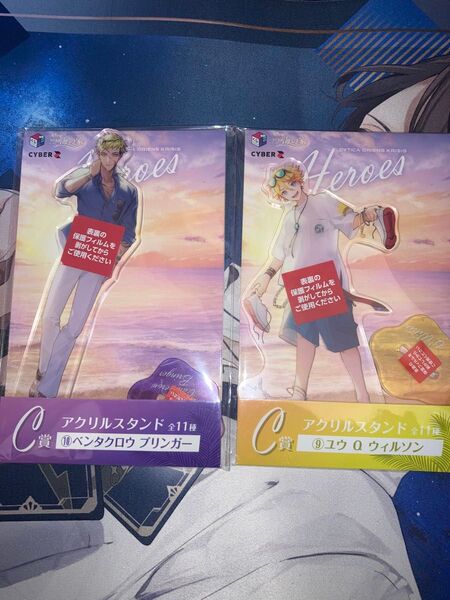 CYBER Z
Heroes
表裏の
保護フィルムを
剥がしてから
ご使用ください
C賞
アクリルスタンド 全11種
⑩ベンタクロウ ブリンガー
CYBER Z
Heroes
表裏の
保護フィルムを
剥がしてから
ご使用ください
C賞
アクリルスタンド 全11種
⑨ユウ Q ウィルソン